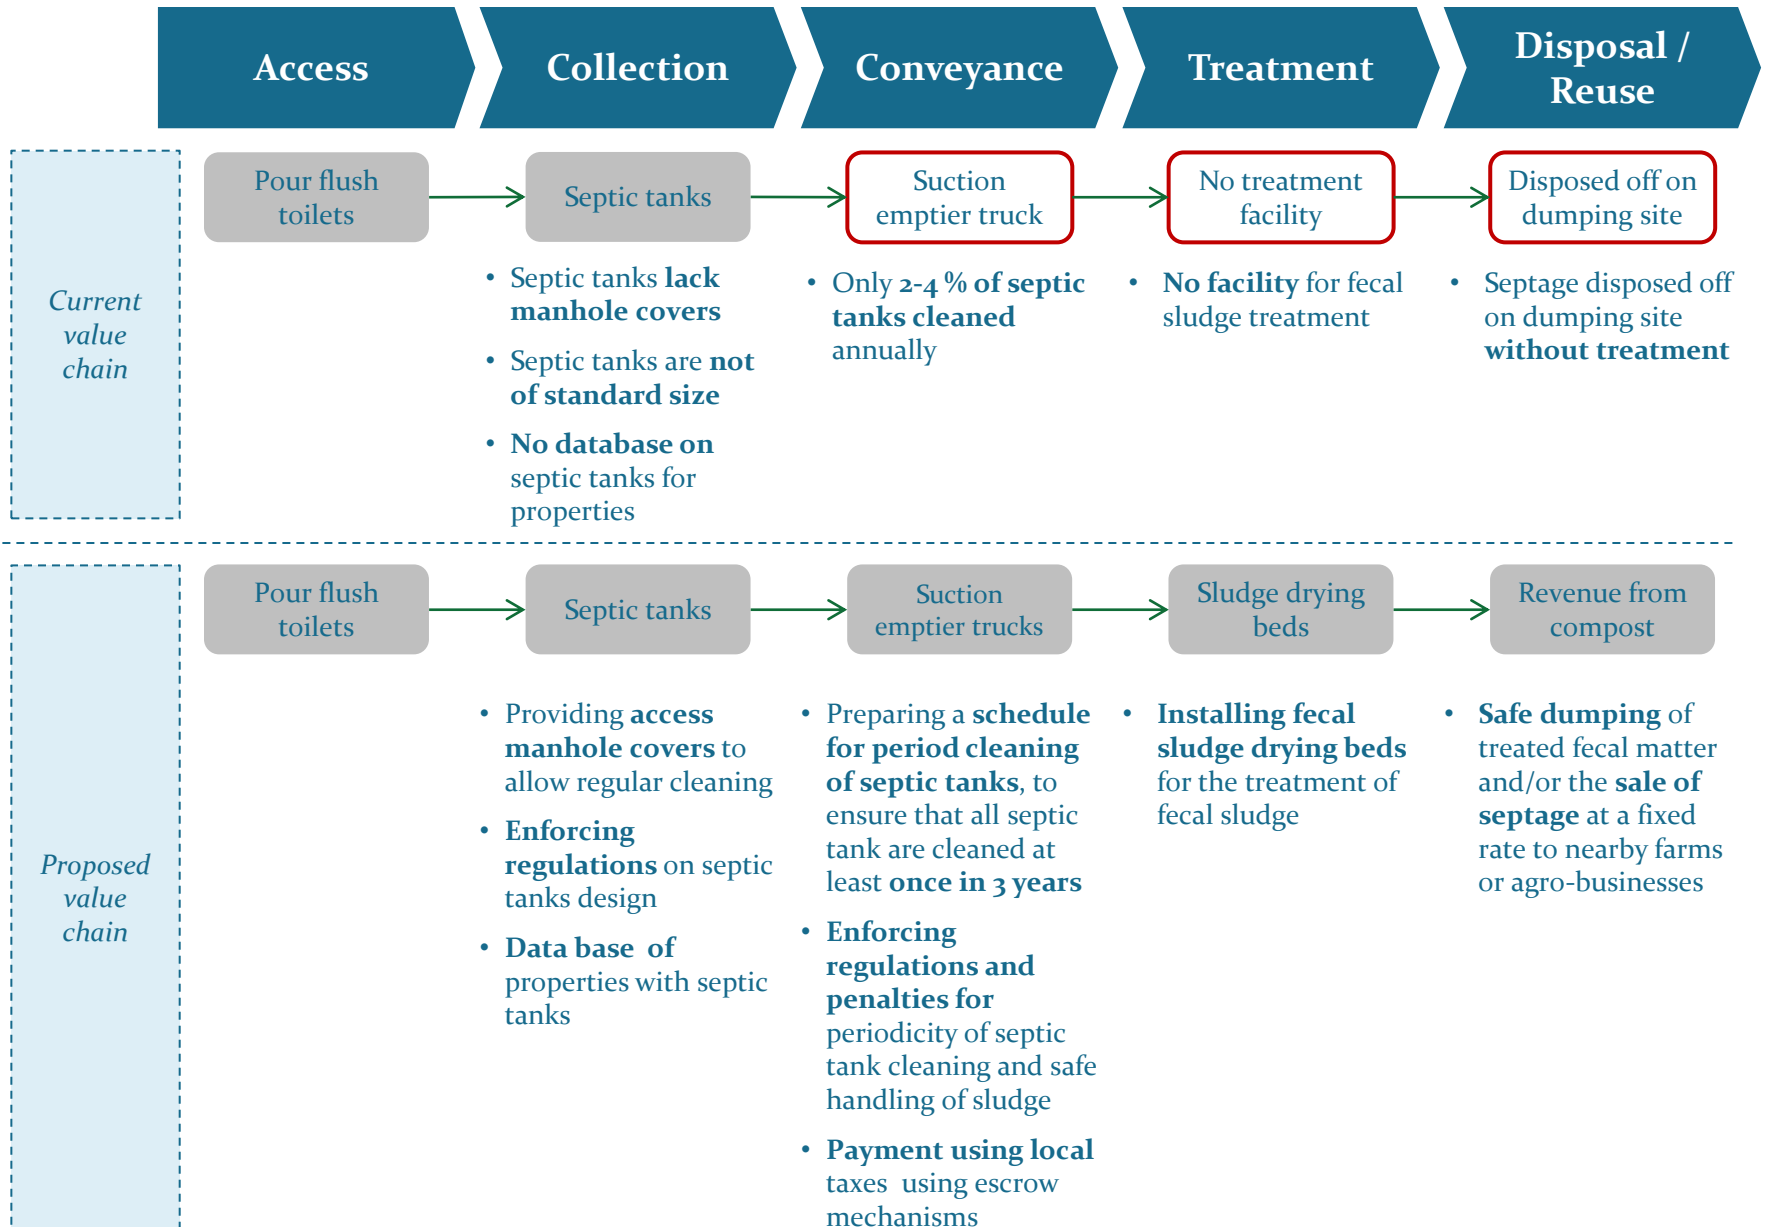 Access
Collection
Conveyance
Treatment
Disposal /
Reuse
Current
value
chain
Pour flush
toilets
Septic tanks
Suction
emptier truck
No treatment
facility
Disposed off on
dumping site
• Septic tanks lack
manhole covers
• Septic tanks are not
of standard size
• No database on
septic tanks for
properties
• Only 2-4 % of septic
tanks cleaned
annually
• No facility for fecal
sludge treatment
• Septage disposed off
on dumping site
without treatment
Proposed
value
chain
Pour flush
toilets
Septic tanks
Suction
emptier trucks
Sludge drying
beds
Revenue from
compost
• Providing access
manhole covers to
allow regular cleaning
• Enforcing
regulations on septic
tanks design
• Data base  of
properties with septic
tanks
• Preparing a schedule
for period cleaning
of septic tanks, to
ensure that all septic
tank are cleaned at
least once in 3 years
• Enforcing
regulations and
penalties for
periodicity of septic
tank cleaning and safe
handling of sludge
• Payment using local
taxes  using escrow
mechanisms
• Installing fecal
sludge drying beds
for the treatment of
fecal sludge
• Safe dumping of
treated fecal matter
and/or the sale of
septage at a fixed
rate to nearby farms
or agro-businesses